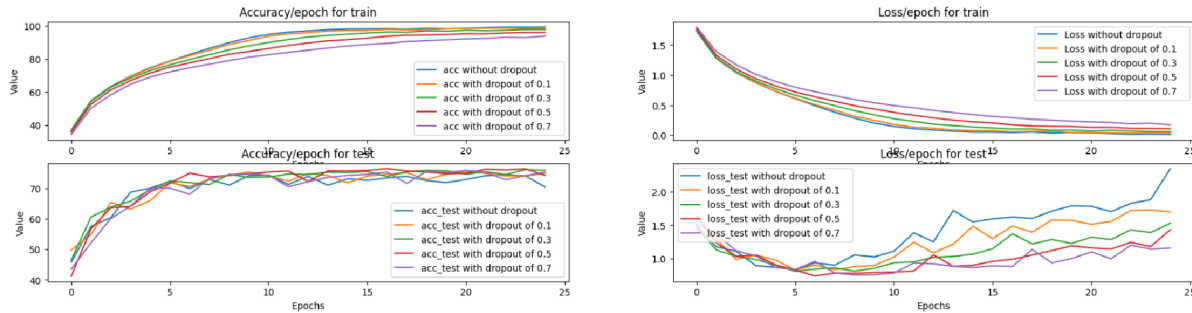 Accuracy/epoch for train
Value
100
80
60
40
0
5
10
15
20
25
Epochs
acc without dropout
acc with dropout of 0.1
acc with dropout of 0.3
acc with dropout of 0.5
acc with dropout of 0.7
Accuracy/epoch for test
Value
70
60
50
40
0
5
10
15
20
25
Epochs
acc_test without dropout
acc_test with dropout of 0.1
acc_test with dropout of 0.3
acc_test with dropout of 0.5
acc_test with dropout of 0.7
Loss/epoch for train
Value
1.5
1.0
0.5
0.0
0
5
10
15
20
25
Epochs
Loss without dropout
Loss with dropout of 0.1
Loss with dropout of 0.3
Loss with dropout of 0.5
Loss with dropout of 0.7
Loss/epoch for test
Value
2.0
1.5
1.0
0
5
10
15
20
25
Epochs
loss_test without dropout
loss_test with dropout of 0.1
loss_test with dropout of 0.3
loss_test with dropout of 0.5
loss_test with dropout of 0.7